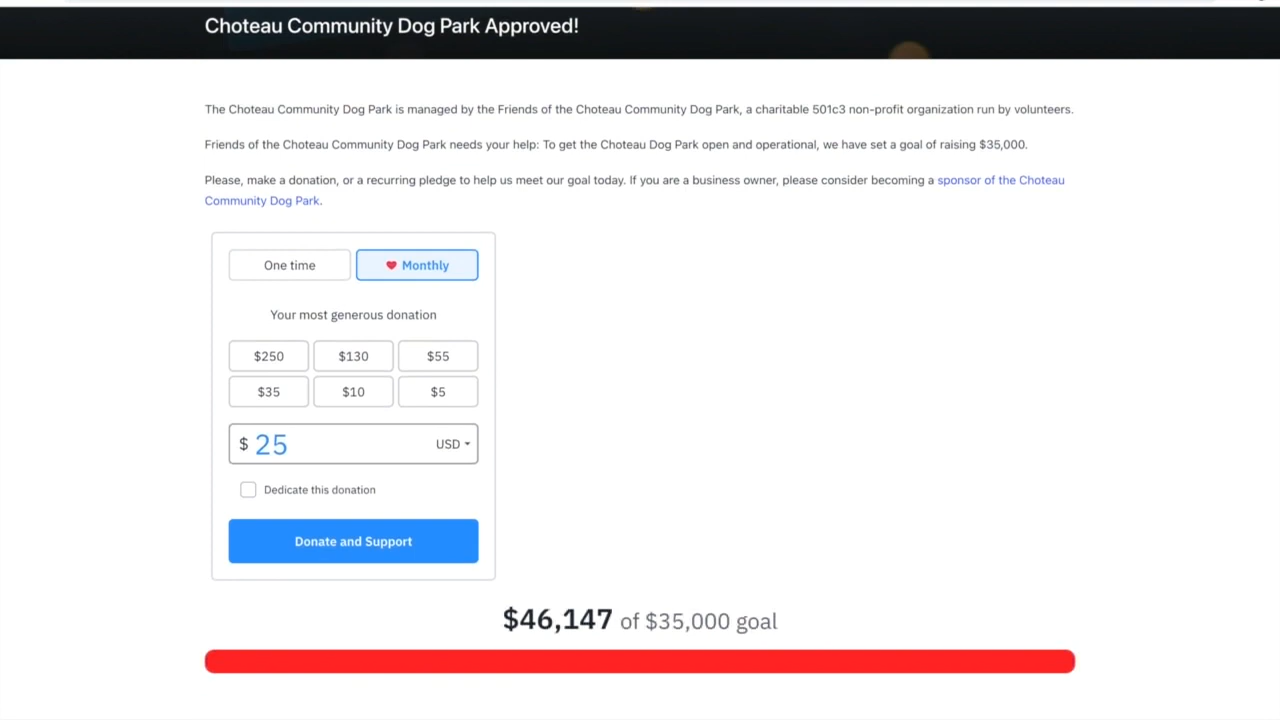 Choteau Community Dog Park Approved!
The Choteau Community Dog Park is managed by the Friends of the Choteau Community Dog Park, a charitable 501c3 non-profit organization run by volunteers.
Friends of the Choteau Community Dog Park needs your help: To get the Choteau Dog Park open and operational, we have set a goal of raising $35,000.
Please, make a donation, or a recurring pledge to help us meet our goal today. If you are a business owner, please consider becoming a sponsor of the Choteau
Community Dog Park.
One time Monthly
Your most generous donation
$250 $130 $55
$35 $10 $5
$ 25 USD
Dedicate this donation
Donate and Support
$46,147 of $35,000 goal